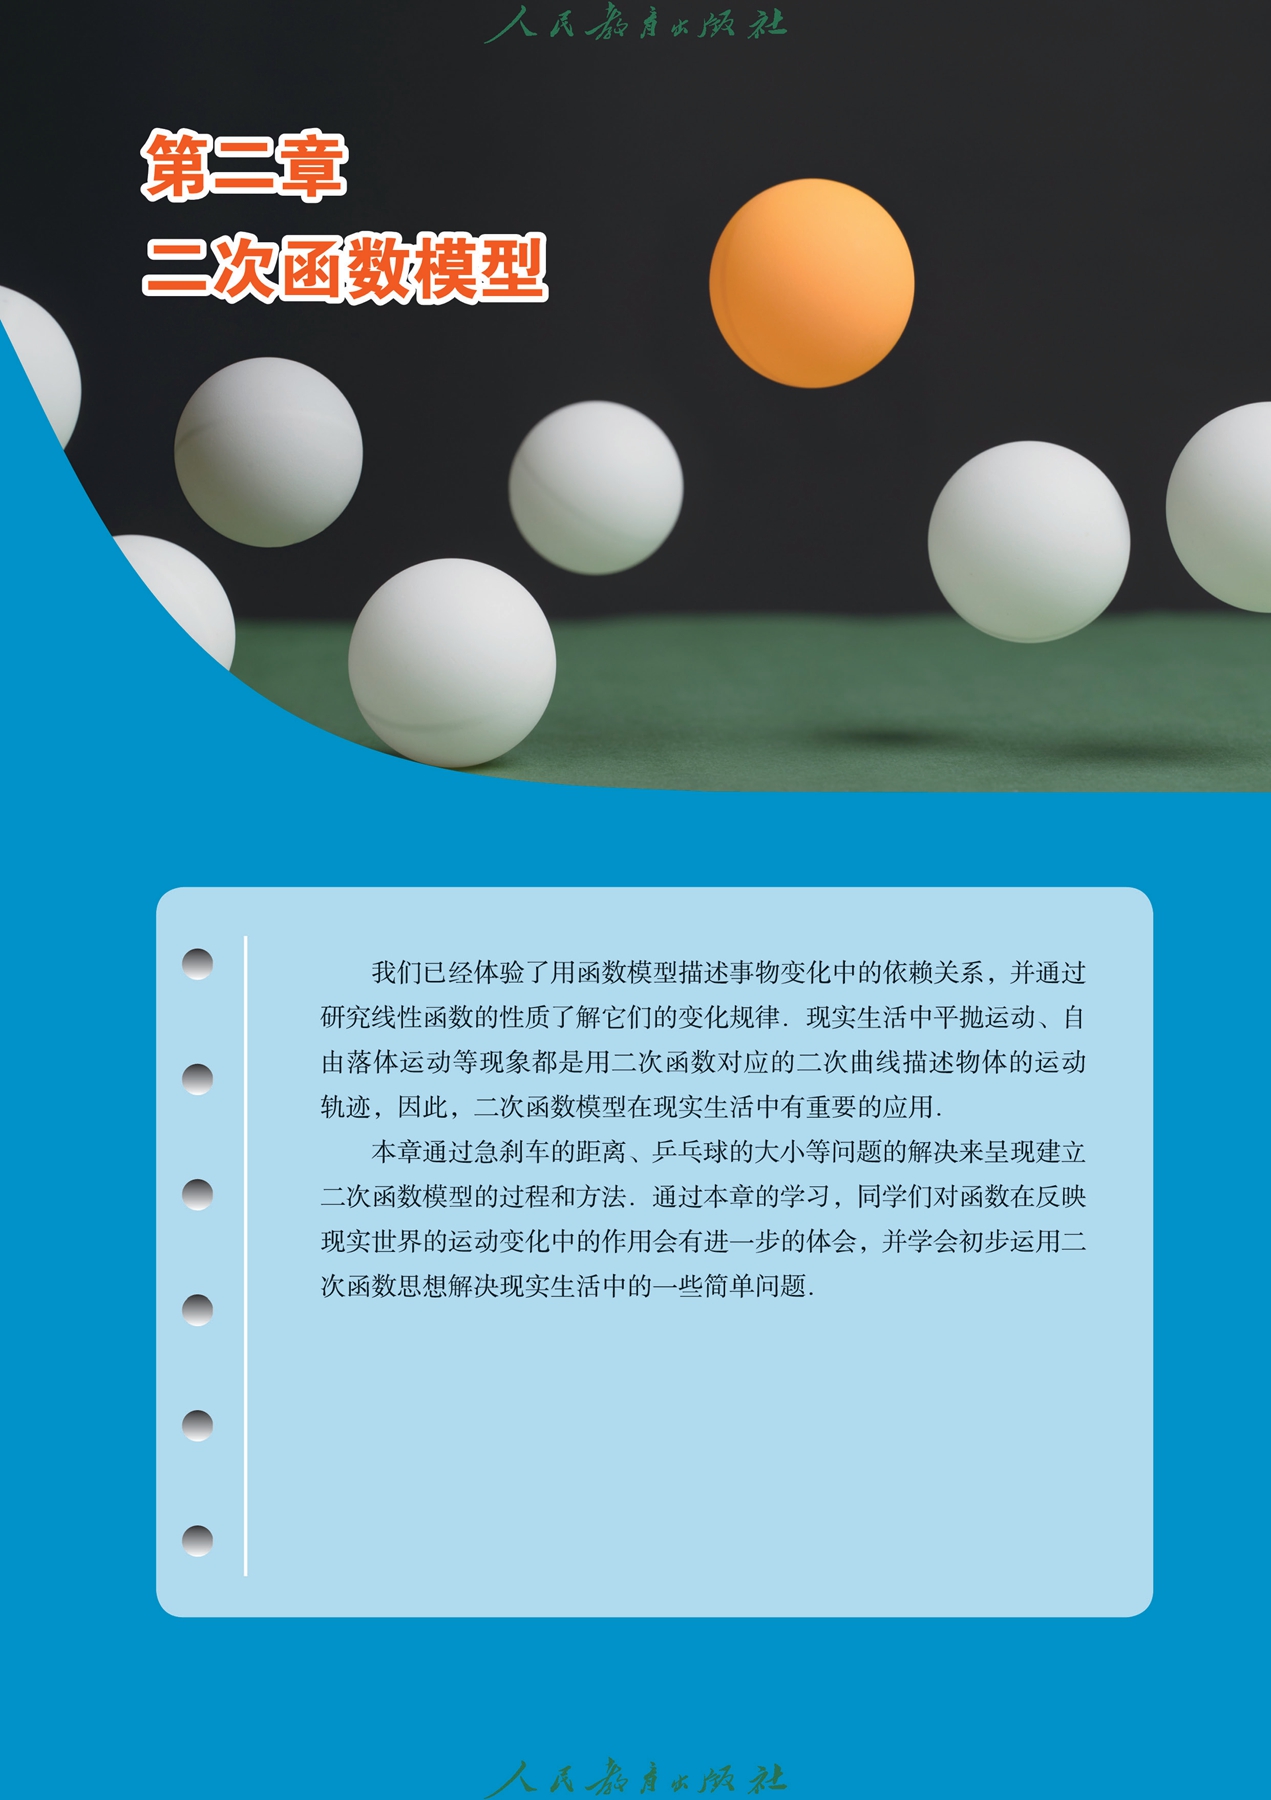 人民教育出版社
第二章
二次函数模型
我们已经体验了用函数模型描述事物变化中的依赖关系，并通过
研究线性函数的性质了解它们的变化规律．现实生活中平抛运动、自
由落体运动等现象都是用二次函数对应的二次曲线描述物体的运动
轨迹，因此，二次函数模型在现实生活中有重要的应用．
本章通过急刹车的距离、乒乓球的大小等问题的解决来呈现建立
二次函数模型的过程和方法．通过本章的学习，同学们对函数在反映
现实世界的运动变化中的作用会有进一步的体会，并学会初步运用二
次函数思想解决现实生活中的一些简单问题．
人民教育出版社